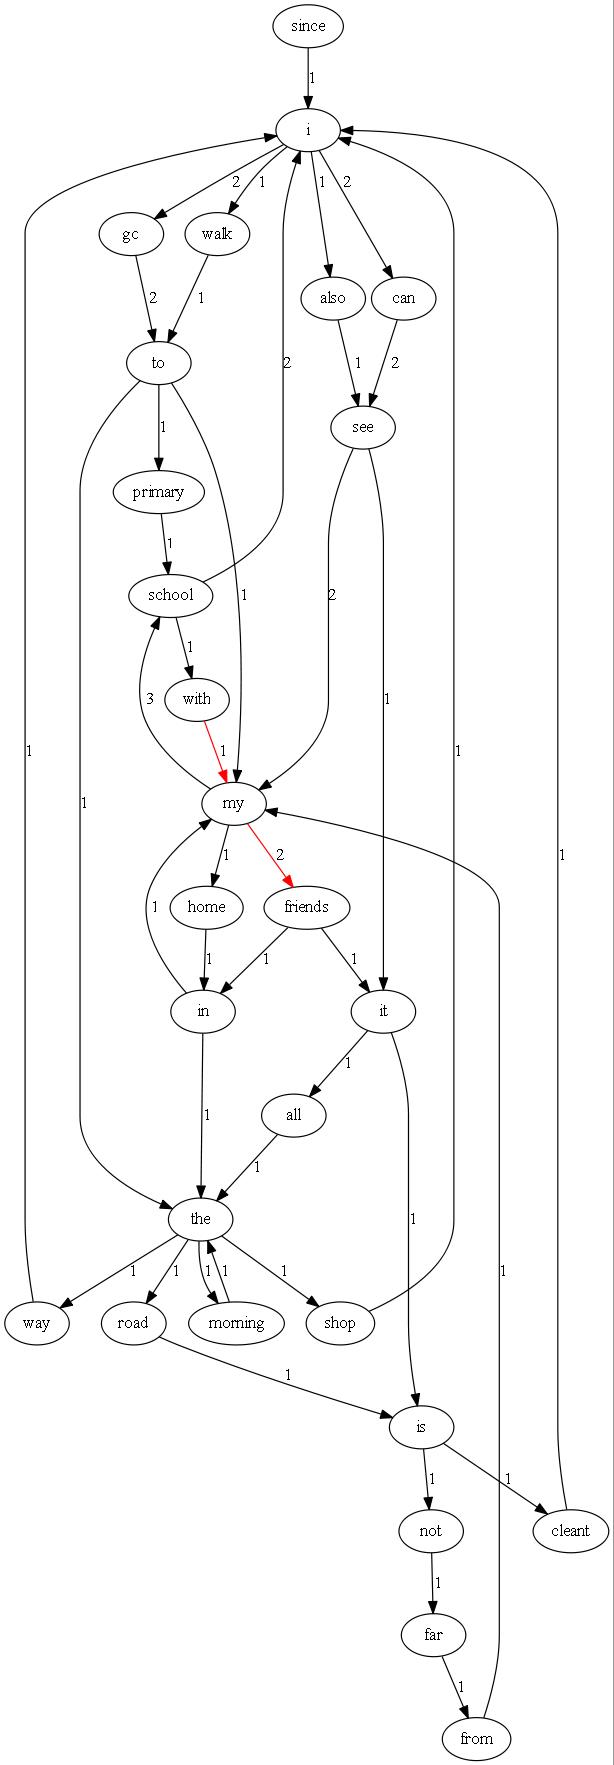 since
1
i
2 1 1 2
gc walk
also can
2 1
to
1 2
2
see
1
primary
1
school
2 1
1
with
3 1 2 1
1
my
1 1 2 1
home friends
1 1 1 1
in it
1
all
1
1
1
the
1 1 1 1 1 1
way road morning shop
1
is
1 1
not cleant
1
far
1
from